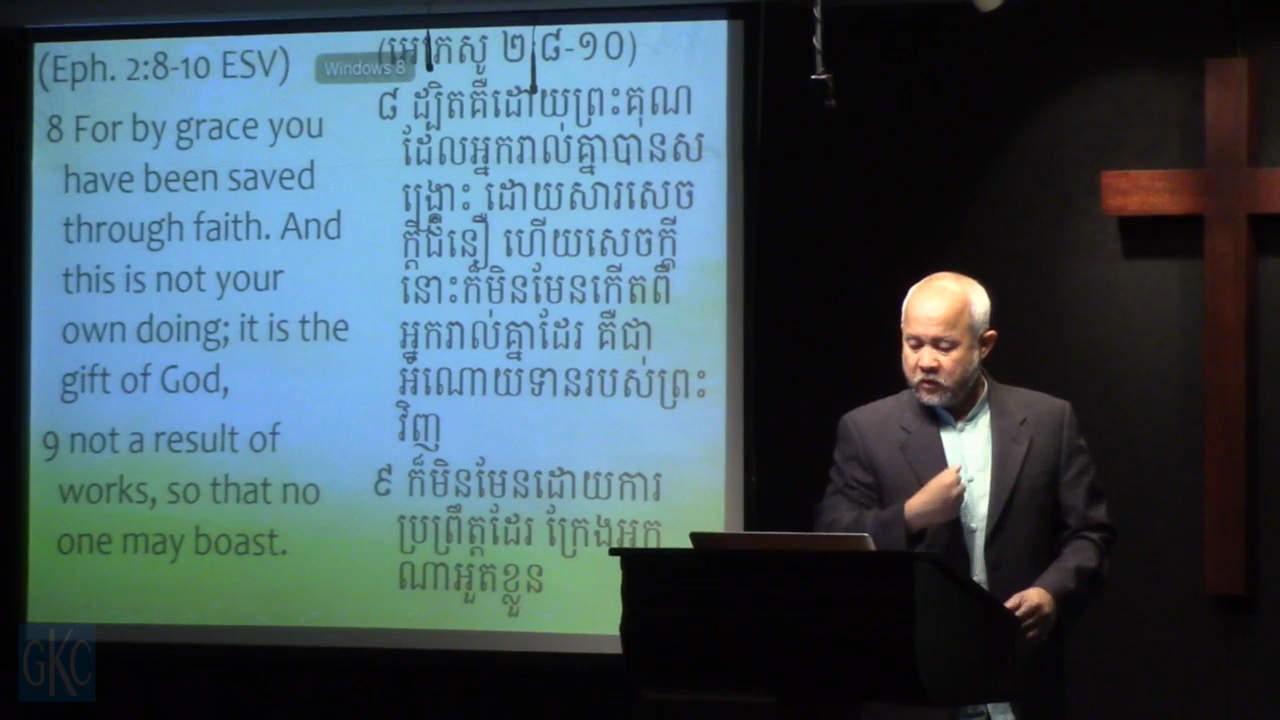 (Eph. 2:8-10 ESV)
8 For by grace you
have been saved
through faith. And
this is not your
own doing; it is the
gift of God,
9 not a result of
works, so that no
one may boast.
Windows 8
(អេភេសូ ២:៨-១០)
៨ ដ្បិតគឺដោយព្រះគុណ
ដែលអ្នករាល់គ្នាបានស
ង្គ្រោះ ដោយសារសេច
ក្ដីជំនឿ ហើយសេចក្ដី
នោះក៏មិនមែនកើតពី
អ្នករាល់គ្នាដែរ គឺជា
អំណោយទានរបស់ព្រះ
វិញ
៩ ក៏មិនមែនដោយការ
ប្រព្រឹត្តដែរ ក្រែងអ្នក
ណាអួតខ្លួន
GKC